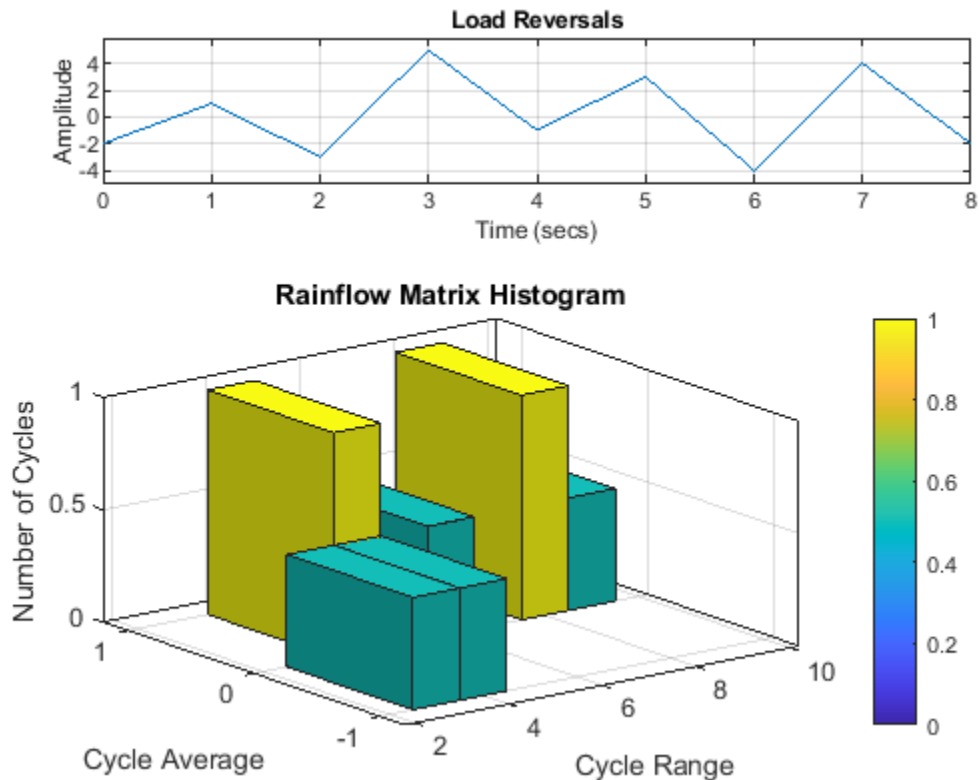 Load Reversals
Amplitude
4
2
0
-2
-4
0 1 2 3 4 5 6 7 8
Time (secs)
Rainflow Matrix Histogram
Number of Cycles
1
0.5
0
1
0
-1
Cycle Average
2
4
6
8
10
Cycle Range
1
0.8
0.6
0.4
0.2
0